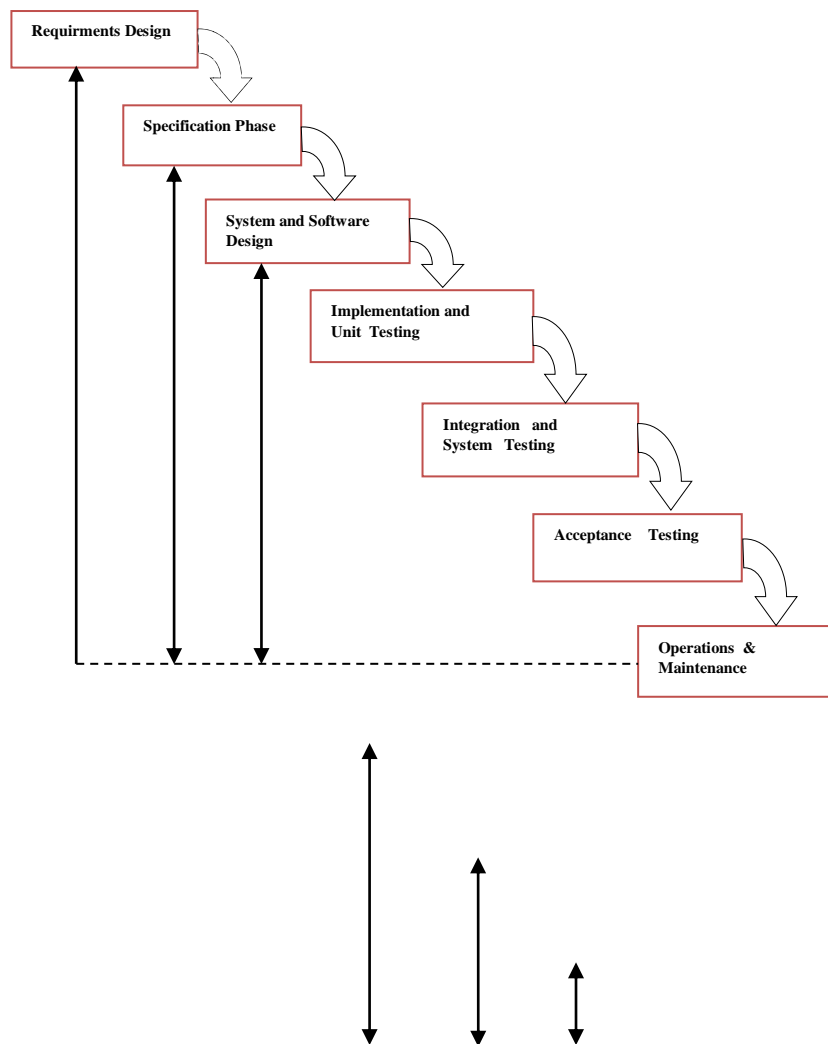 Requirments Design
Specification Phase
System and Software
Design
Implementation and
Unit Testing
Integration and
System Testing
Acceptance Testing
Operations &
Maintenance